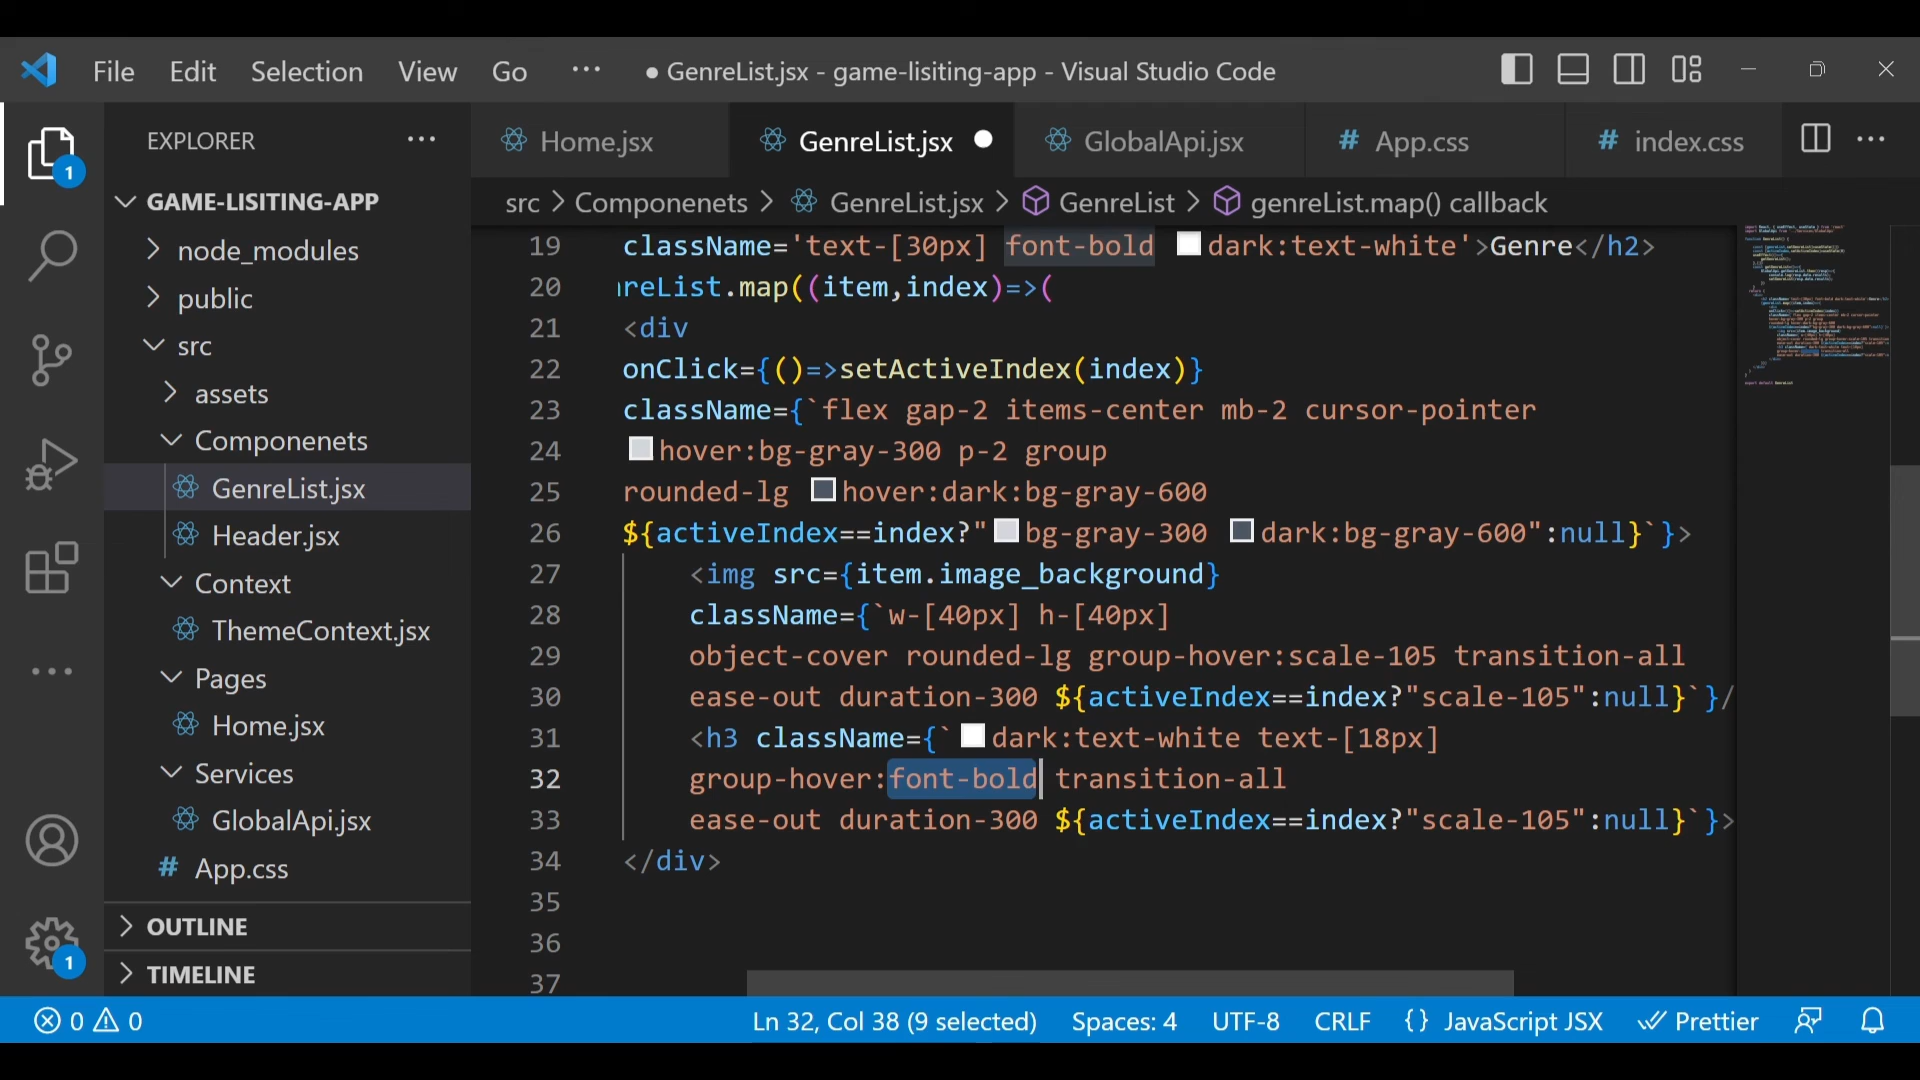 File Edit Selection View Go ··· ● GenreList.jsx - game-lisiting-app - Visual Studio Code
EXPLORER ···
Home.jsx GenreList.jsx ● GlobalApi.jsx # App.css # index.css ···
1
GAME-LISITING-APP
src > Componenets > GenreList.jsx > GenreList > genreList.map() callback
node_modules
public
src
assets
Componenets
GenreList.jsx
Header.jsx
Context
ThemeContext.jsx
Pages
Home.jsx
Services
GlobalApi.jsx
# App.css
OUTLINE
TIMELINE
1
19 className='text-[30px] font-bold dark:text-white'>Genre</h2>
20 reList.map((item,index)=>(
21 <div
22 onClick={()=>setActiveIndex(index)}
23 className={`flex gap-2 items-center mb-2 cursor-pointer
24 hover:bg-gray-300 p-2 group
25 rounded-lg hover:dark:bg-gray-600
26 ${activeIndex==index?"bg-gray-300 dark:bg-gray-600":null}`}>
27 <img src={item.image_background}
28 className={`w-[40px] h-[40px]
29 object-cover rounded-lg group-hover:scale-105 transition-all
30 ease-out duration-300 ${activeIndex==index?"scale-105":null}`}/
31 <h3 className={`dark:text-white text-[18px]
32 group-hover:font-bold transition-all
33 ease-out duration-300 ${activeIndex==index?"scale-105":null}`}>
34 </div>
35
36
37
0 0 Ln 32, Col 38 (9 selected) Spaces: 4 UTF-8 CRLF {} JavaScript JSX Prettier